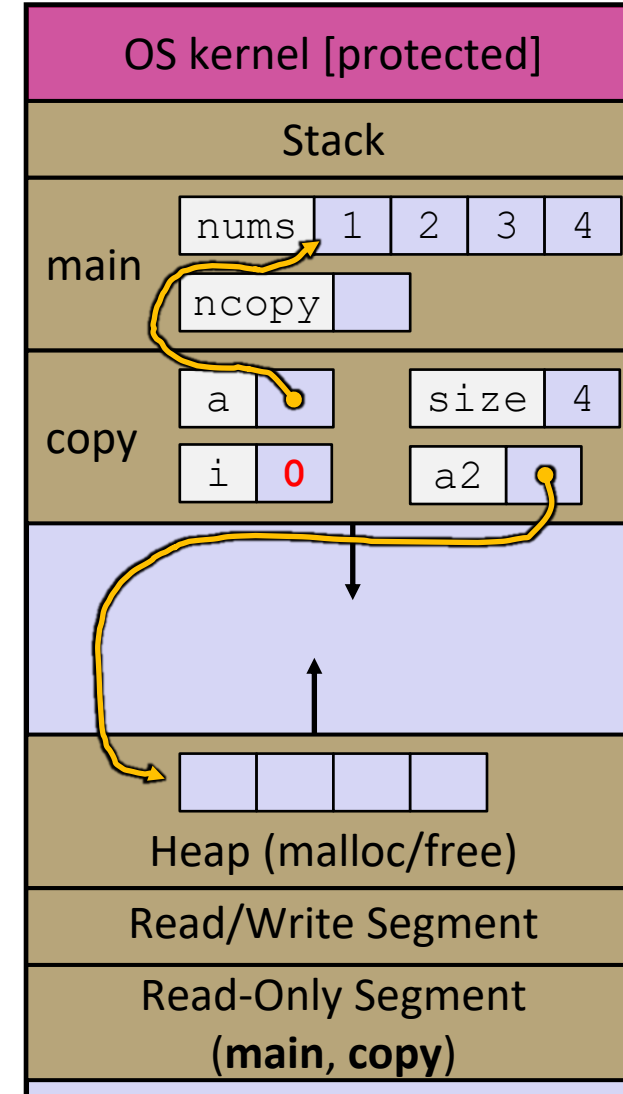 OS kernel [protected]
Stack
main
nums 1 2 3 4
ncopy
copy
a size 4
i 0 a2
Heap (malloc/free)
Read/Write Segment
Read-Only Segment
(main, copy)